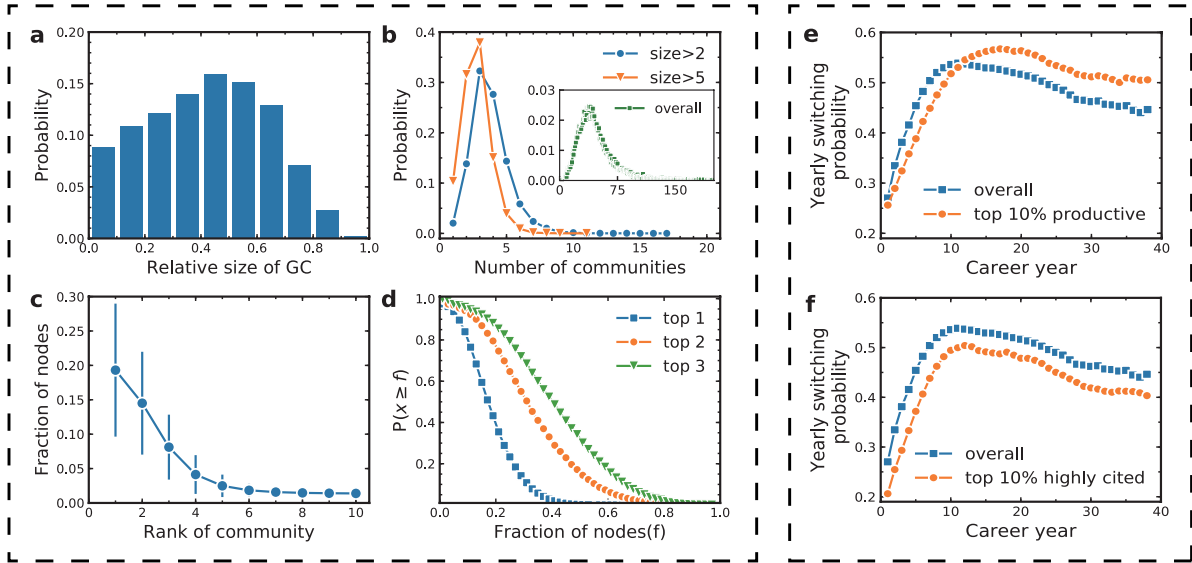 a
0.20
0.15
0.10
0.05
0.00
Probability
0.0 0.2 0.4 0.6 0.8 1.0
Relative size of GC
b
0.4
0.3
0.2
0.1
0.0
Probability
size>2
size>5
0.03
0.02
0.01
0.00
overall
0 75 150
0 5 10 15 20
Number of communities
c
0.30
0.25
0.20
0.15
0.10
0.05
0.00
Fraction of nodes
0 2 4 6 8 10
Rank of community
d
1.0
0.8
0.6
0.4
0.2
P(x ≥ f)
top 1
top 2
top 3
0.0 0.2 0.4 0.6 0.8 1.0
Fraction of nodes(f)
e
0.6
0.5
0.4
0.3
0.2
Yearly switching
probability
overall
top 10% productive
0 10 20 30 40
Career year
f
0.6
0.5
0.4
0.3
0.2
Yearly switching
probability
overall
top 10% highly cited
0 10 20 30 40
Career year